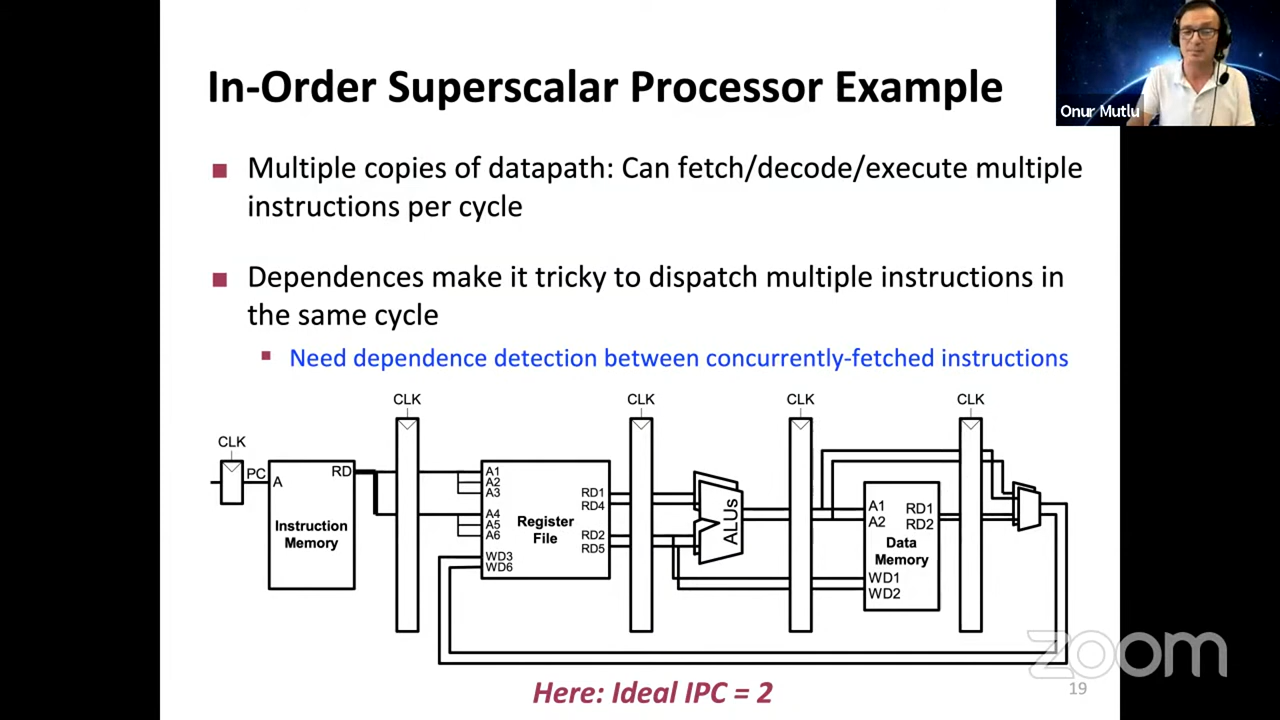 In-Order Superscalar Processor Example
Onur Mutlu
■ Multiple copies of datapath: Can fetch/decode/execute multiple
instructions per cycle
■ Dependences make it tricky to dispatch multiple instructions in
the same cycle
■ Need dependence detection between concurrently-fetched instructions
CLK
CLK
CLK
CLK
CLK
PC
A
RD
Instruction
Memory
A1
A2
A3
A4
A5
A6
WD3
WD6
Register
File
RD1
RD4
RD2
RD5
ALUs
A1
A2
RD1
RD2
Data
Memory
WD1
WD2
zoom
Here: Ideal IPC = 2
19